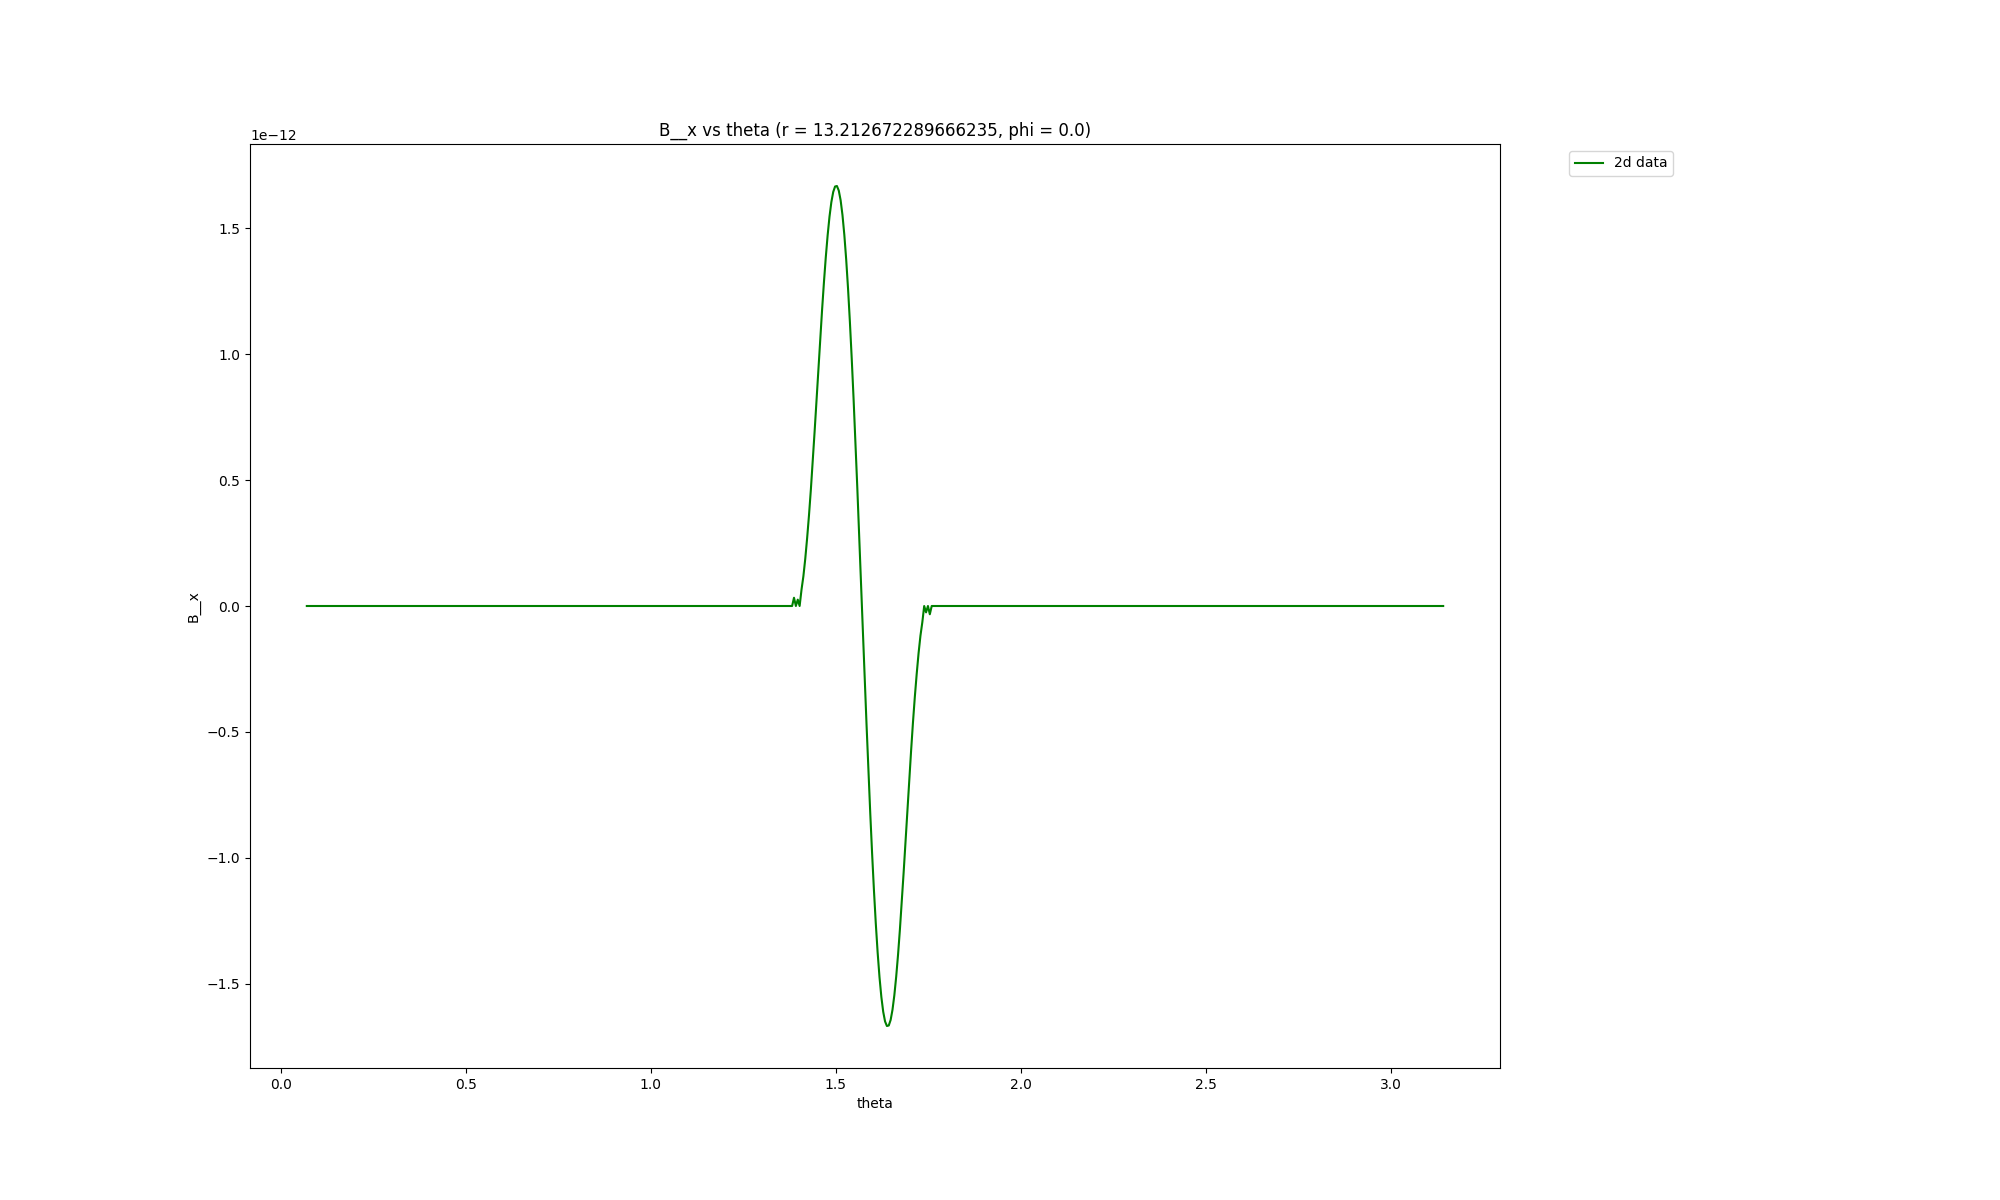 B__x vs theta (r = 13.212672289666235, phi = 0.0)
1e−12
2d data
1.5
1.0
0.5
0.0
−0.5
−1.0
−1.5
B__x
0.0 0.5 1.0 1.5 2.0 2.5 3.0
theta